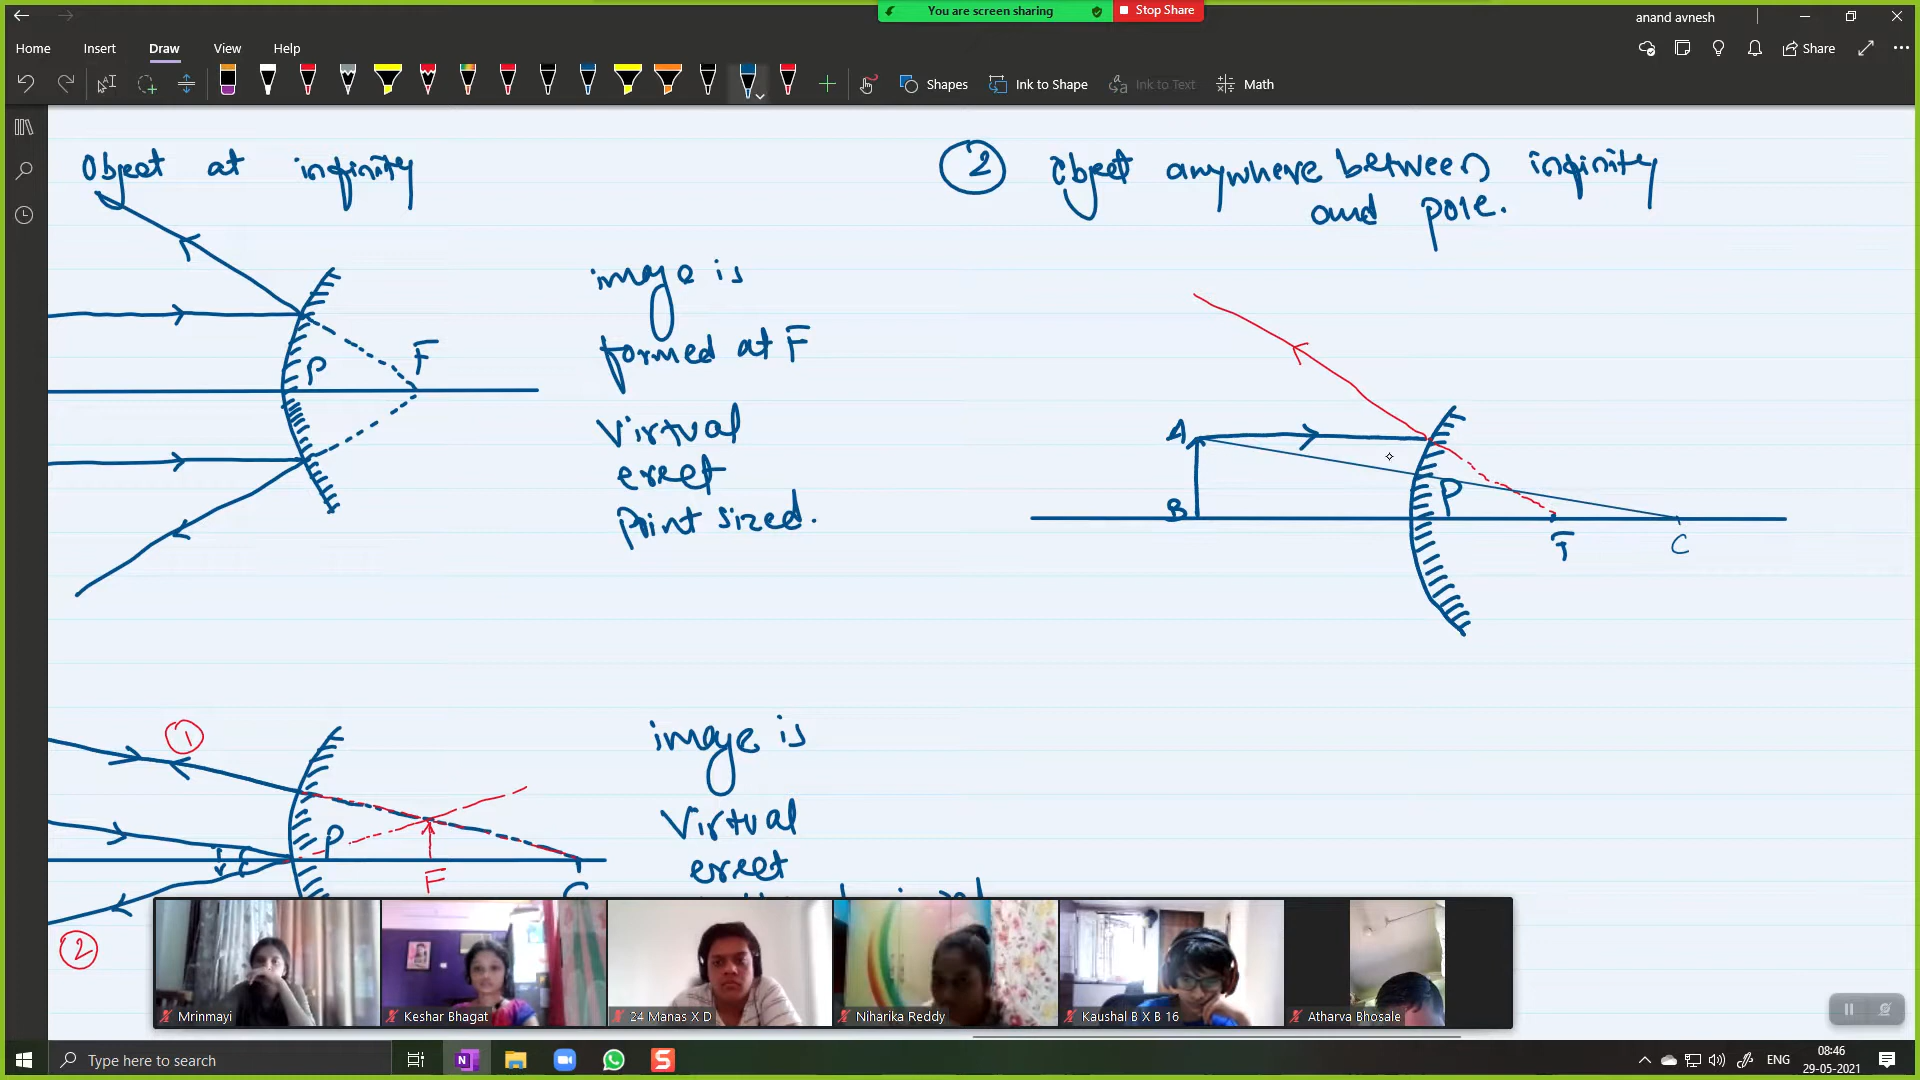 You are screen sharing
Stop Share
anand avnesh
Home Insert Draw View Help
Share
Shapes
Ink to Shape
Ink to Text
Math
Object at infinity
P
F
image is
formed at F
Virtual
erect
Point sized.
2 Object anywhere between infinity
and pole.
A
B
P
F
C
1
P
F
C
2
image is
Virtual
erect
Mrinmayi
Keshar Bhagat
24 Manas X D
Niharika Reddy
Kaushal B X B 16
Atharva Bhosale
Type here to search
N
S
ENG
08:46
29-05-2021